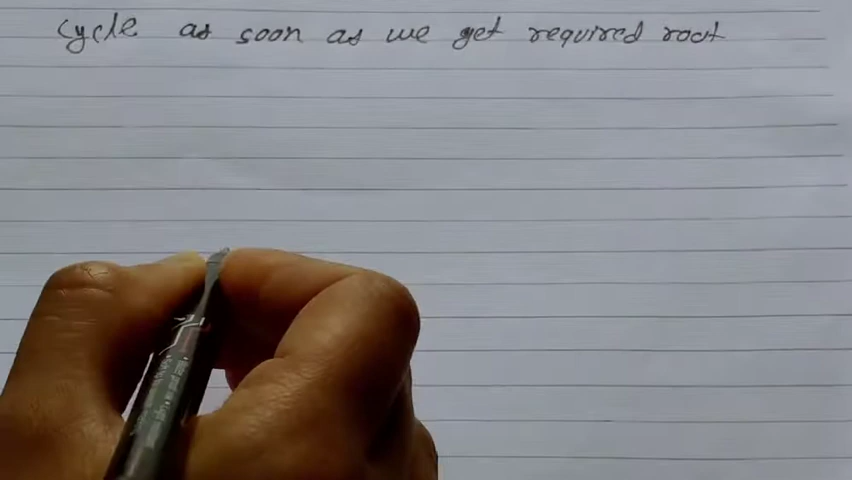 cycle as soon as we get required root